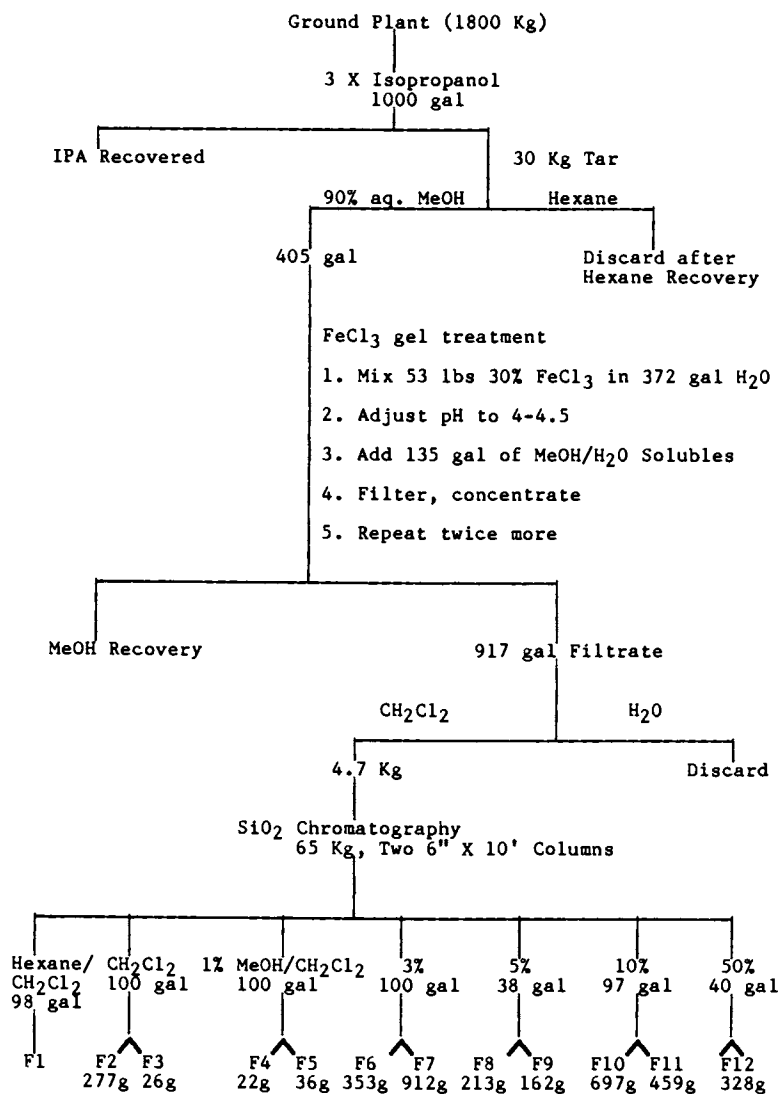 Ground Plant (1800 Kg)
3 X Isopropanol
1000 gal
IPA Recovered
30 Kg Tar
90% aq. MeOH
Hexane
405 gal
Discard after
Hexane Recovery
FeCl3 gel treatment
1. Mix 53 lbs 30% FeCl3 in 372 gal H2O
2. Adjust pH to 4-4.5
3. Add 135 gal of MeOH/H2O Solubles
4. Filter, concentrate
5. Repeat twice more
MeOH Recovery
917 gal Filtrate
CH2Cl2
H2O
4.7 Kg
Discard
SiO2 Chromatography
65 Kg, Two 6" X 10' Columns
Hexane/ CH2Cl2 1% MeOH/CH2Cl2 3% 5% 10% 50%
CH2Cl2 100 gal 100 gal 100 gal 38 gal 97 gal 40 gal
98 gal
F1 F2 F3 F4 F5 F6 F7 F8 F9 F10 F11 F12
277g 26g 22g 36g 353g 912g 213g 162g 697g 459g 328g